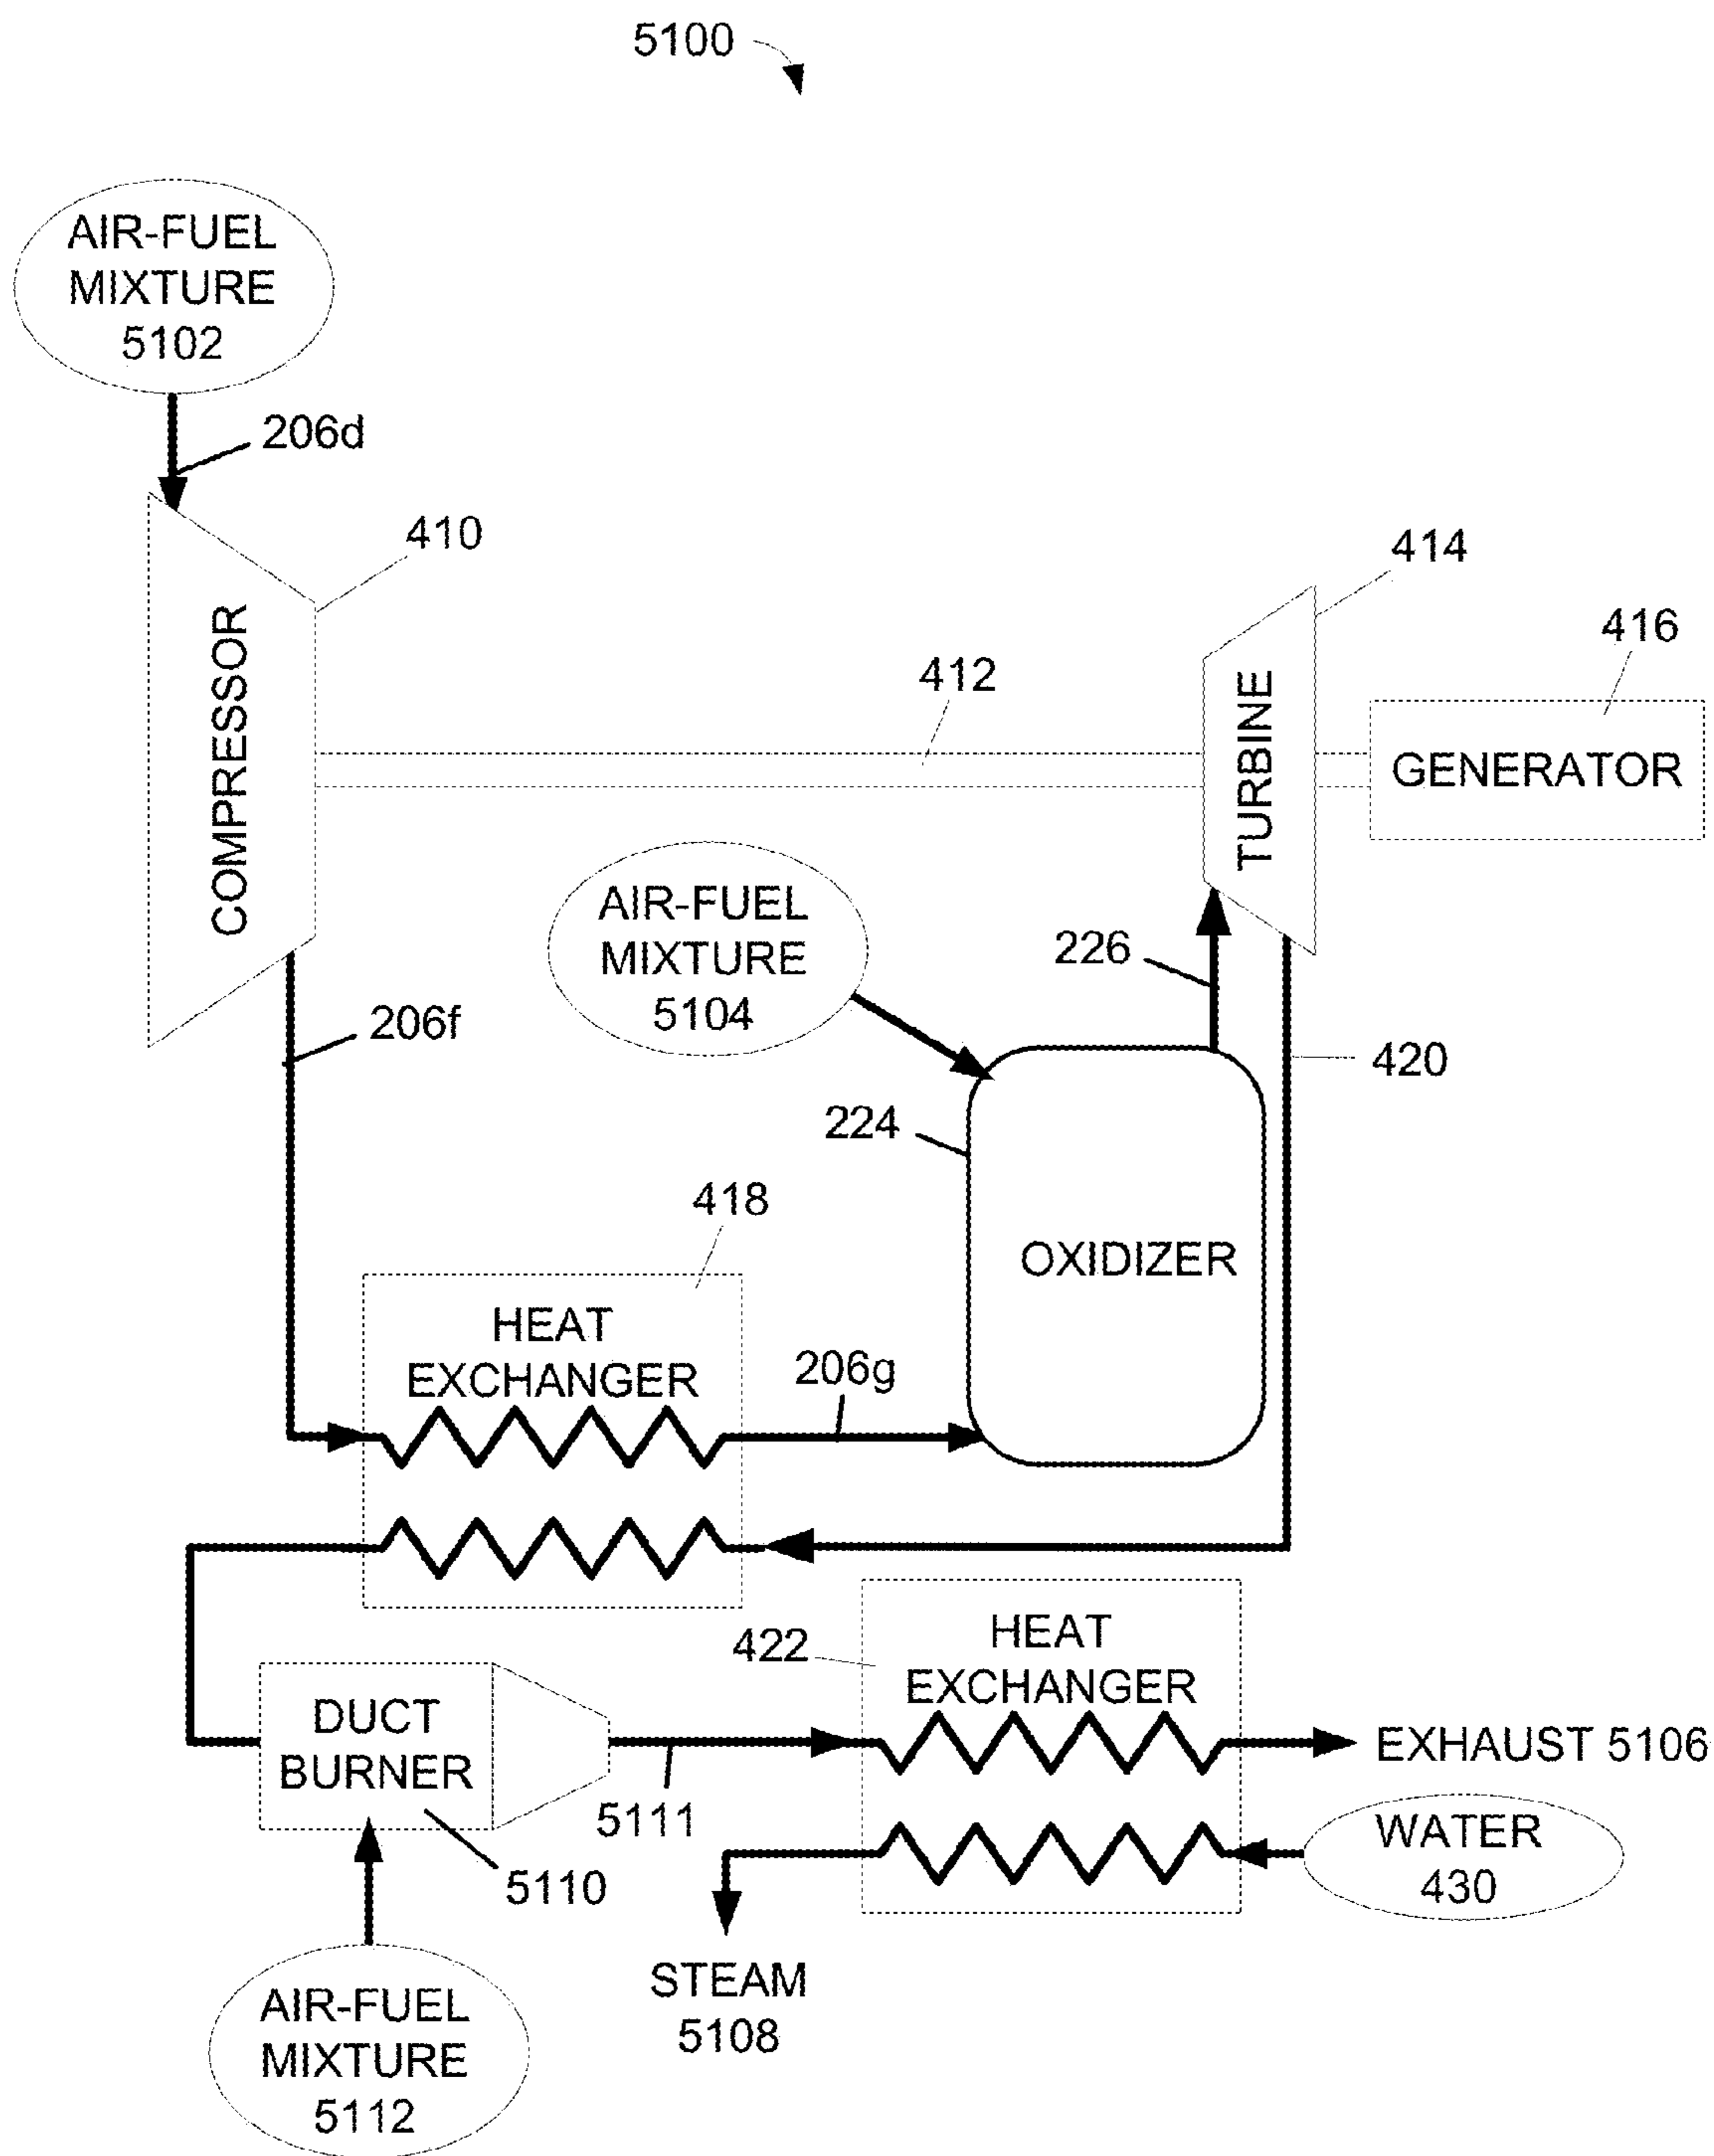 5100
AIR-FUEL
MIXTURE
5102
206d
410
COMPRESSOR
414
TURBINE
416
GENERATOR
412
AIR-FUEL
MIXTURE
5104
226
206f
420
224
OXIDIZER
418
HEAT
EXCHANGER
206g
422
HEAT
EXCHANGER
DUCT
BURNER
5111
EXHAUST 5106
WATER
430
5110
STEAM
5108
AIR-FUEL
MIXTURE
5112